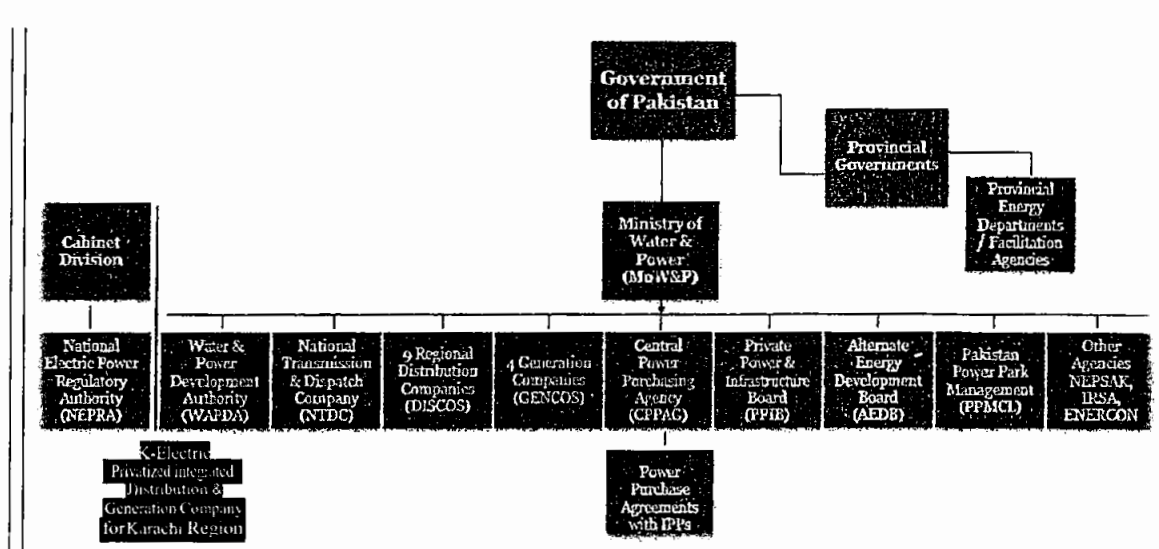 Government
of Pakistan
Provincial
Governments
Provincial
Energy
Departments
/ Facilitation
Agencies
Ministry of
Water &
Power
(MoW&P)
Cabinet
Division
National
Electric Power
Regulatory
Authority
(NEPRA)
Water &
Power
Development
Authority
(WAPDA)
National
Transmission
& Dispatch
Company
(NTDC)
9 Regional
Distribution
Companies
(DISCOS)
4 Generation
Companies
(GENCOS)
Central
Power
Purchasing
Agency
(CPPAG)
Private
Power &
Infrastructure
Board
(PPIB)
Alternate
Energy
Development
Board
(AEDB)
Pakistan
Power Park
Management
(PPMCL)
Other
Agencies
NEPSAK,
IRSA,
ENERCON
K-Electric
Privatized integrated
Distribution &
Generation Company
for Karachi Region
Power
Purchase
Agreements
with IPPs